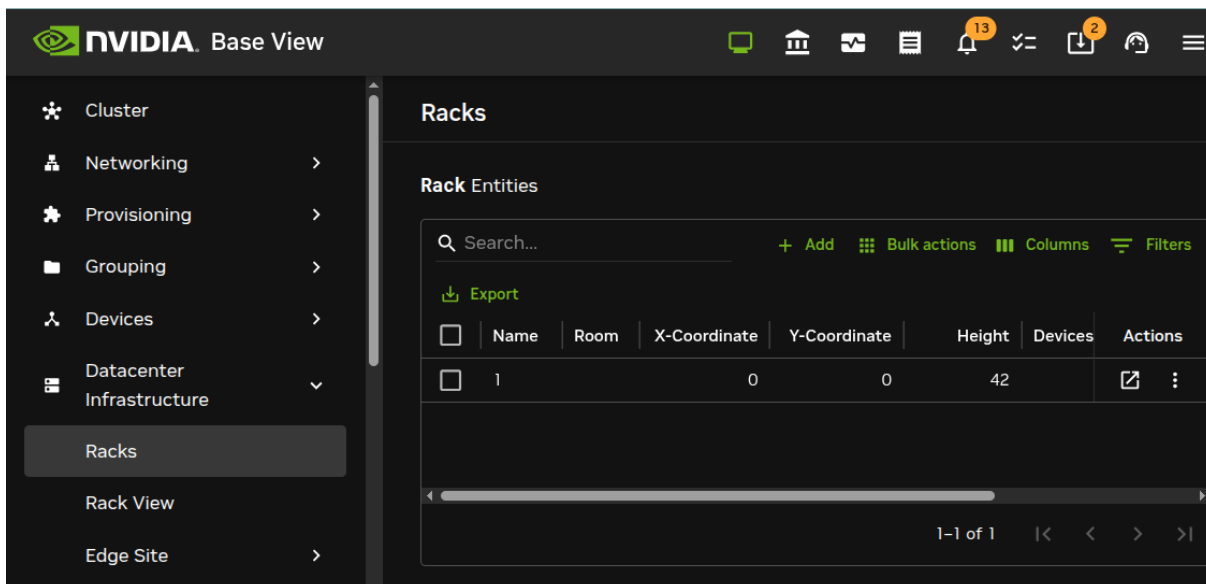 NVIDIA. Base View
13
2
Cluster
Networking
Provisioning
Grouping
Devices
Datacenter
Infrastructure
Racks
Rack View
Edge Site
Racks
Rack Entities
Search...
+ Add Bulk actions Columns Filters
Export
Name Room X-Coordinate Y-Coordinate Height Devices Actions
1 0 0 42
1–1 of 1